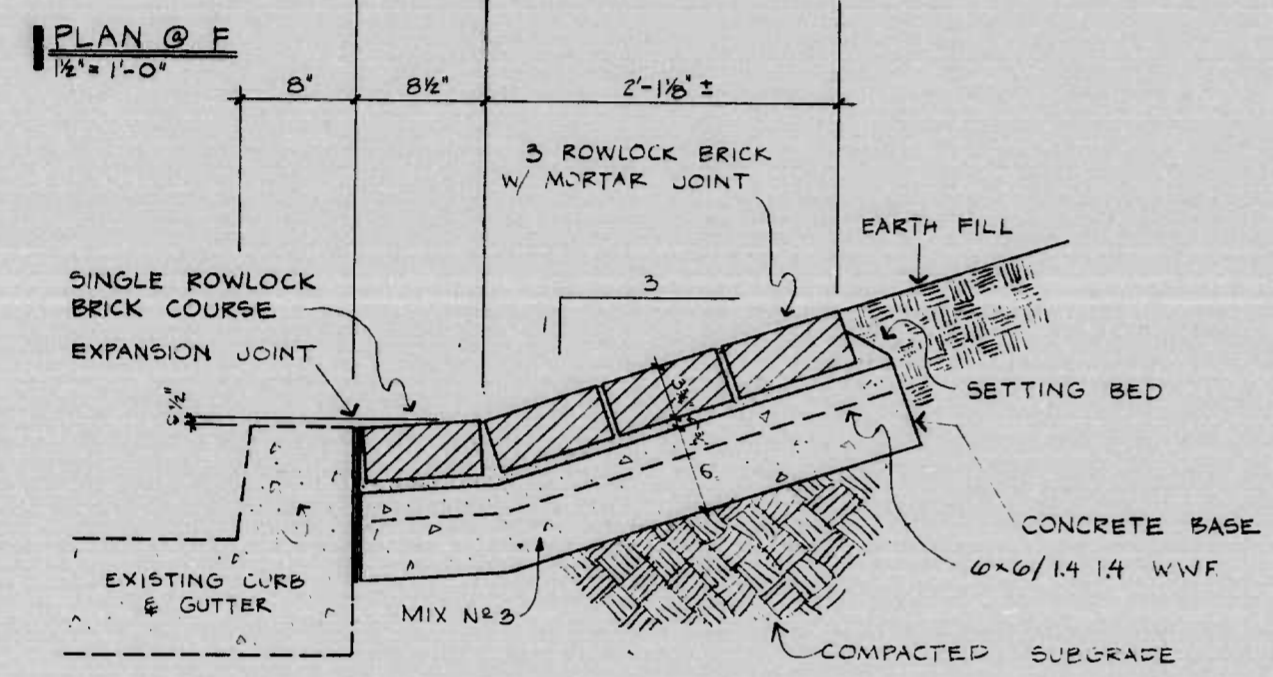 PLAN @ F
1½" = 1'-0"
8"
8½"
2'-1⅛" ±
3 ROWLOCK BRICK
W/ MORTAR JOINT
EARTH FILL
SINGLE ROWLOCK
BRICK COURSE
3
1
EXPANSION JOINT
SETTING BED
6
CONCRETE BASE
6×6/1.4 1.4 WWF
EXISTING CURB
& GUTTER
MIX Nº 3
COMPACTED SUBGRADE